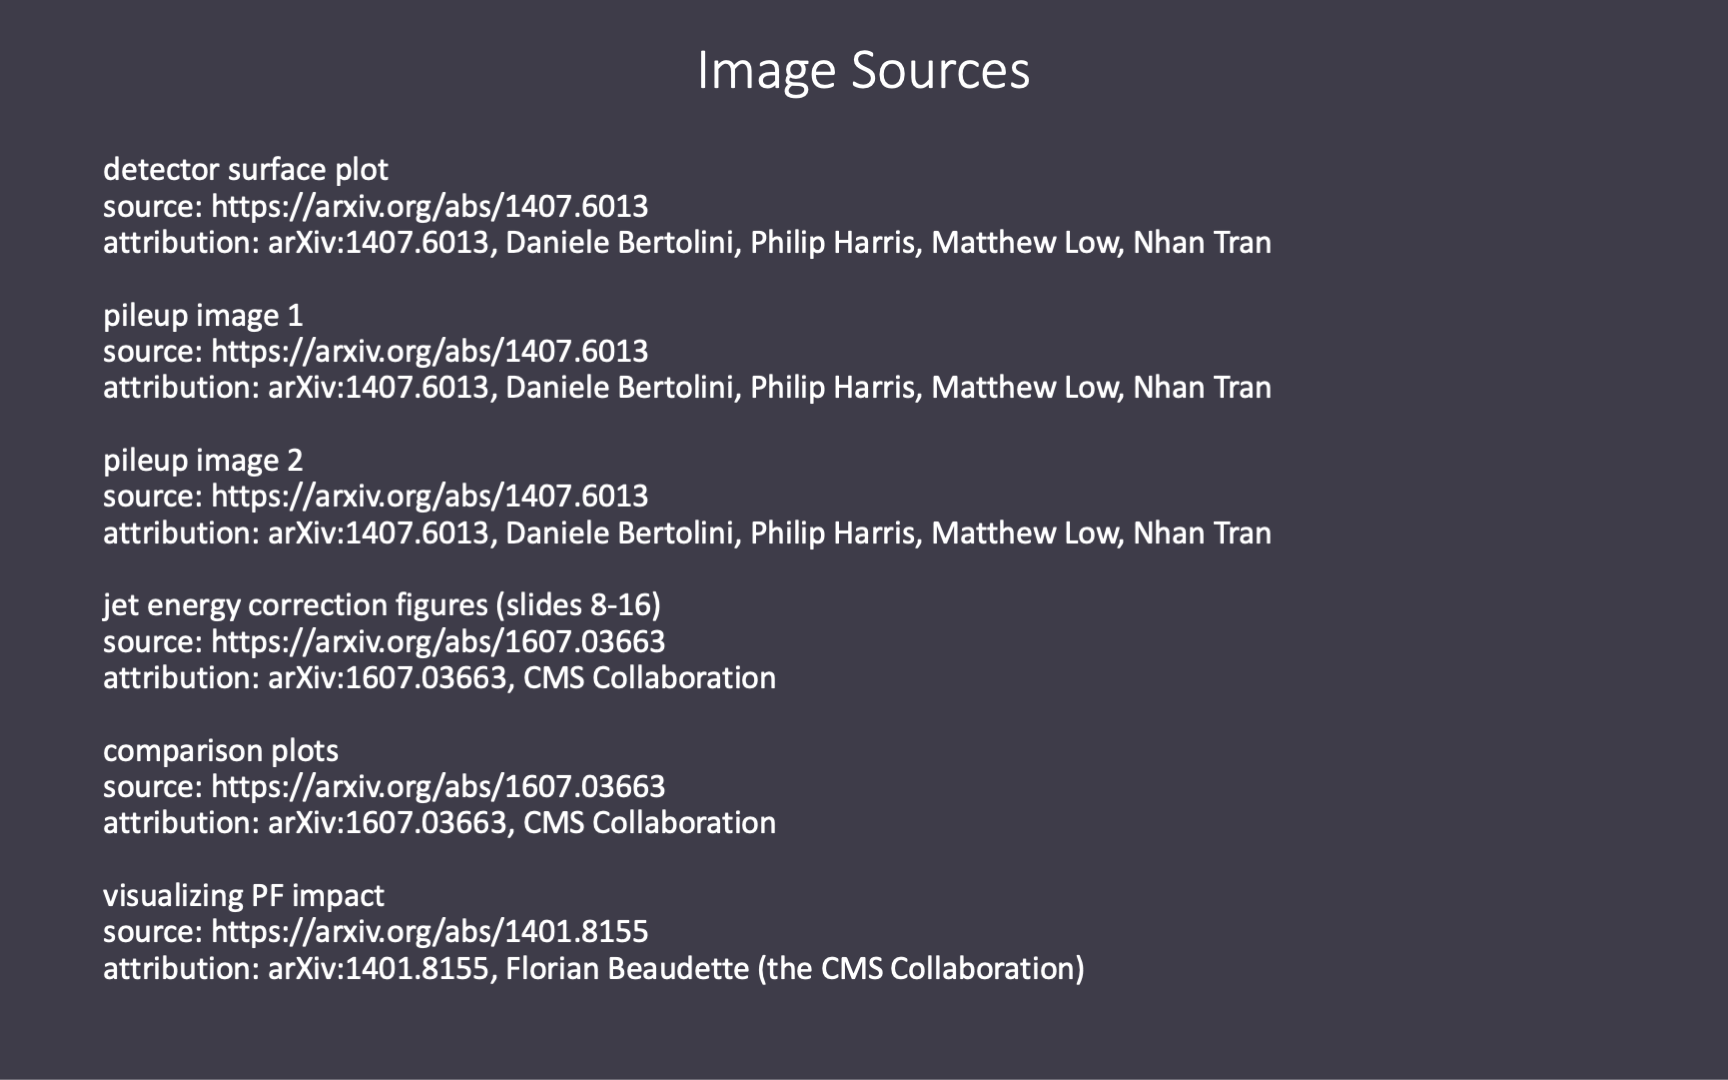 Image Sources
detector surface plot
source: https://arxiv.org/abs/1407.6013
attribution: arXiv:1407.6013, Daniele Bertolini, Philip Harris, Matthew Low, Nhan Tran
pileup image 1
source: https://arxiv.org/abs/1407.6013
attribution: arXiv:1407.6013, Daniele Bertolini, Philip Harris, Matthew Low, Nhan Tran
pileup image 2
source: https://arxiv.org/abs/1407.6013
attribution: arXiv:1407.6013, Daniele Bertolini, Philip Harris, Matthew Low, Nhan Tran
jet energy correction figures (slides 8-16)
source: https://arxiv.org/abs/1607.03663
attribution: arXiv:1607.03663, CMS Collaboration
comparison plots
source: https://arxiv.org/abs/1607.03663
attribution: arXiv:1607.03663, CMS Collaboration
visualizing PF impact
source: https://arxiv.org/abs/1401.8155
attribution: arXiv:1401.8155, Florian Beaudette (the CMS Collaboration)